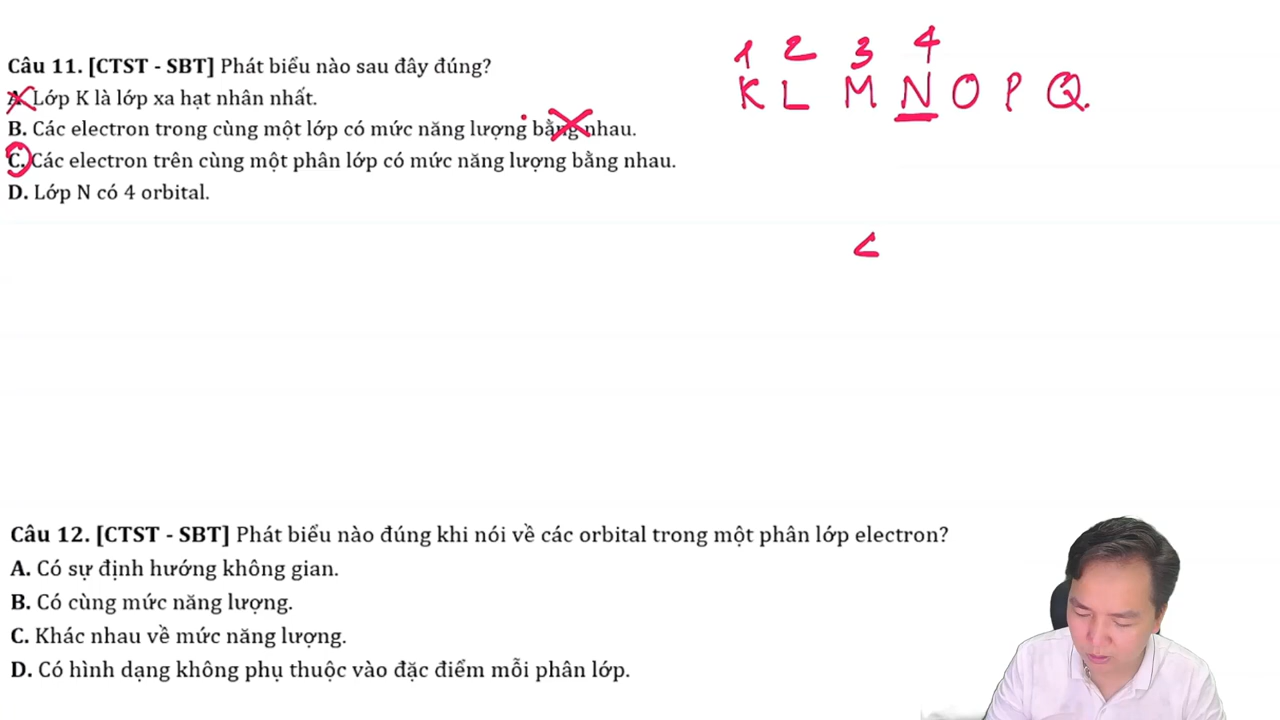 Câu 11. [CTST - SBT] Phát biểu nào sau đây đúng?
A. Lớp K là lớp xa hạt nhân nhất.
B. Các electron trong cùng một lớp có mức năng lượng bằng nhau.
C. Các electron trên cùng một phân lớp có mức năng lượng bằng nhau.
D. Lớp N có 4 orbital.
1 2 3 4
K L M N O P Q
Câu 12. [CTST - SBT] Phát biểu nào đúng khi nói về các orbital trong một phân lớp electron?
A. Có sự định hướng không gian.
B. Có cùng mức năng lượng.
C. Khác nhau về mức năng lượng.
D. Có hình dạng không phụ thuộc vào đặc điểm mỗi phân lớp.